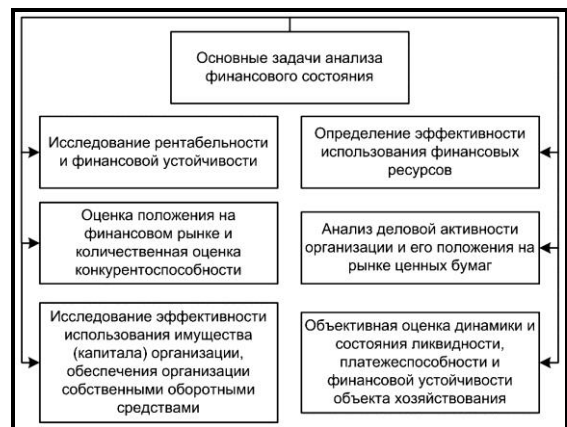 Основные задачи анализа
финансового состояния
Исследование рентабельности
и финансовой устойчивости
Определение эффективности
использования финансовых
ресурсов
Оценка положения на
финансовом рынке и
количественная оценка
конкурентоспособности
Анализ деловой активности
организации и его положения на
рынке ценных бумаг
Исследование эффективности
использования имущества
(капитала) организации,
обеспечения организации
собственными оборотными
средствами
Объективная оценка динамики и
состояния ликвидности,
платежеспособности и
финансовой устойчивости
объекта хозяйствования